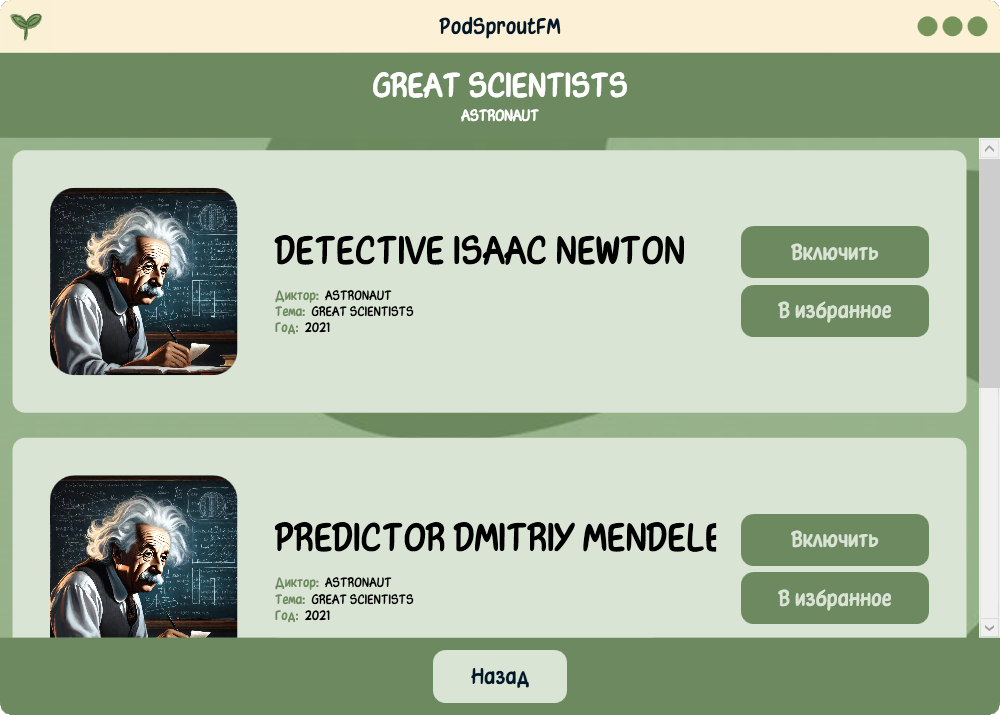 PodSproutFM
GREAT SCIENTISTS
ASTRONAUT
DETECTIVE ISAAC NEWTON
Диктор: ASTRONAUT
Тема: GREAT SCIENTISTS
Год: 2021
Включить
В избранное
PREDICTOR DMITRIY MENDELE
Диктор: ASTRONAUT
Тема: GREAT SCIENTISTS
Год: 2021
Включить
В избранное
Назад